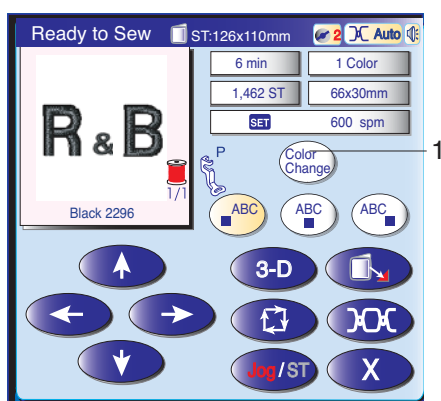 Ready to Sew ST:126x110mm 2 Auto
6 min 1 Color
1,462 ST 66x30mm
SET 600 spm
R & B
P
1/1
Color
Change
1
Black 2296
ABC ABC ABC
3-D
Jog/ST X